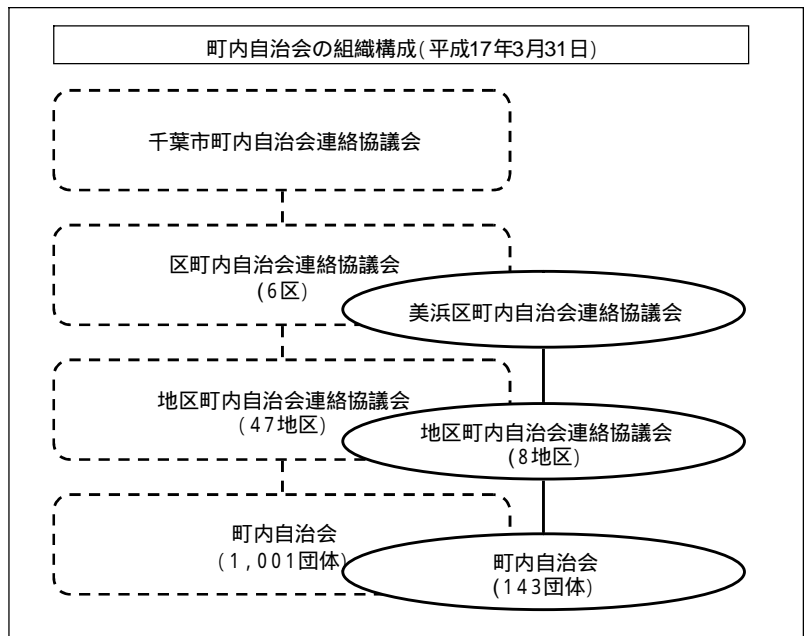 町内自治会の組織構成(平成17年3月31日)
千葉市町内自治会連絡協議会
区町内自治会連絡協議会
(6区)
美浜区町内自治会連絡協議会
地区町内自治会連絡協議会
(47地区)
地区町内自治会連絡協議会
(8地区)
町内自治会
(1,001団体)
町内自治会
(143団体)